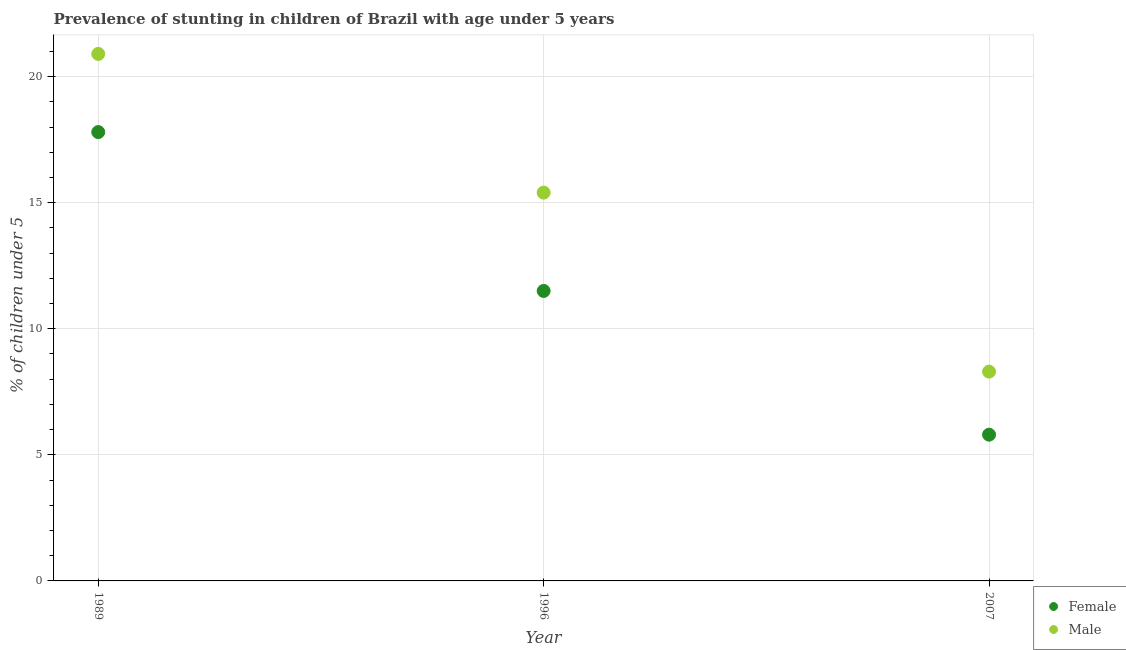 Prevalence of stunting in children of Brazil with age under 5 years
% of children under 5
20
15
10
5
0
1989
1996
2007
Year
Female
Male